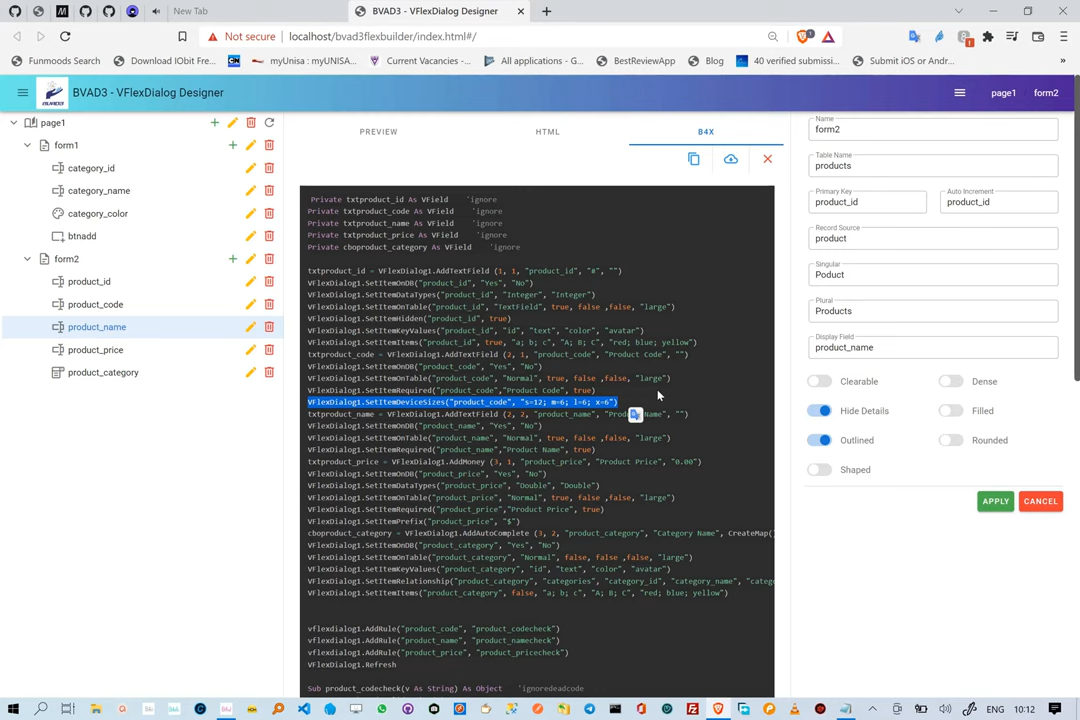 New Tab
BVAD3 - VFlexDialog Designer
Not secure
localhost/bvad3flexbuilder/index.html#/
1
Funmoods Search
Download IObit Fre...
myUnisa : myUNISA...
Current Vacancies -...
All applications - G...
BestReviewApp
Blog
40 verified submissi...
Submit iOS or Andr...
BVAD3
BVAD3 - VFlexDialog Designer
page1
/
form2
page1
form1
category_id
category_name
category_color
btnadd
form2
product_id
product_code
product_name
product_price
product_category
PREVIEW
HTML
B4X
Private txtproduct_id As VField 'ignore
Private txtproduct_code As VField 'ignore
Private txtproduct_name As VField 'ignore
Private txtproduct_price As VField 'ignore
Private cboproduct_category As VField 'ignore
txtproduct_id = VFlexDialog1.AddTextField (1, 1, "product_id", "#", "")
VFlexDialog1.SetItemOnDB("product_id", "Yes", "No")
VFlexDialog1.SetItemDataTypes("product_id", "Integer", "Integer")
VFlexDialog1.SetItemOnTable("product_id", "TextField", true, false ,false, "large")
VFlexDialog1.SetItemHidden("product_id", true)
VFlexDialog1.SetItemKeyValues("product_id", "id", "text", "color", "avatar")
VFlexDialog1.SetItemItems("product_id", true, "a; b; c", "A; B; C", "red; blue; yellow")
txtproduct_code = VFlexDialog1.AddTextField (2, 1, "product_code", "Product Code", "")
VFlexDialog1.SetItemOnDB("product_code", "Yes", "No")
VFlexDialog1.SetItemOnTable("product_code", "Normal", true, false ,false, "large")
VFlexDialog1.SetItemRequired("product_code","Product Code", true)
VFlexDialog1.SetItemDeviceSizes("product_code", "s=12; m=6; l=6; x=6")
txtproduct_name = VFlexDialog1.AddTextField (2, 2, "product_name", "Product Name", "")
VFlexDialog1.SetItemOnDB("product_name", "Yes", "No")
VFlexDialog1.SetItemOnTable("product_name", "Normal", true, false ,false, "large")
VFlexDialog1.SetItemRequired("product_name","Product Name", true)
txtproduct_price = VFlexDialog1.AddMoney (3, 1, "product_price", "Product Price", "0.00")
VFlexDialog1.SetItemOnDB("product_price", "Yes", "No")
VFlexDialog1.SetItemDataTypes("product_price", "Double", "Double")
VFlexDialog1.SetItemOnTable("product_price", "Normal", true, false ,false, "large")
VFlexDialog1.SetItemRequired("product_price","Product Price", true)
VFlexDialog1.SetItemPrefix("product_price", "$")
cboproduct_category = VFlexDialog1.AddAutoComplete (3, 2, "product_category", "Category Name", CreateMap()
VFlexDialog1.SetItemOnDB("product_category", "Yes", "No")
VFlexDialog1.SetItemOnTable("product_category", "Normal", false, false ,false, "large")
VFlexDialog1.SetItemKeyValues("product_category", "id", "text", "color", "avatar")
VFlexDialog1.SetItemRelationship("product_category", "categories", "category_id", "category_name", "categ
VFlexDialog1.SetItemItems("product_category", false, "a; b; c", "A; B; C", "red; blue; yellow")
vflexdialog1.AddRule("product_code", "product_codecheck")
vflexdialog1.AddRule("product_name", "product_namecheck")
vflexdialog1.AddRule("product_price", "product_pricecheck")
VFlexDialog1.Refresh
Sub product_codecheck(v As String) As Object 'ignoredeadcode
Name
form2
Table Name
products
Primary Key
product_id
Auto Increment
product_id
Record Source
product
Singular
Poduct
Plural
Products
Display Field
product_name
Clearable
Dense
Hide Details
Filled
Outlined
Rounded
Shaped
APPLY
CANCEL
ENG
10:12